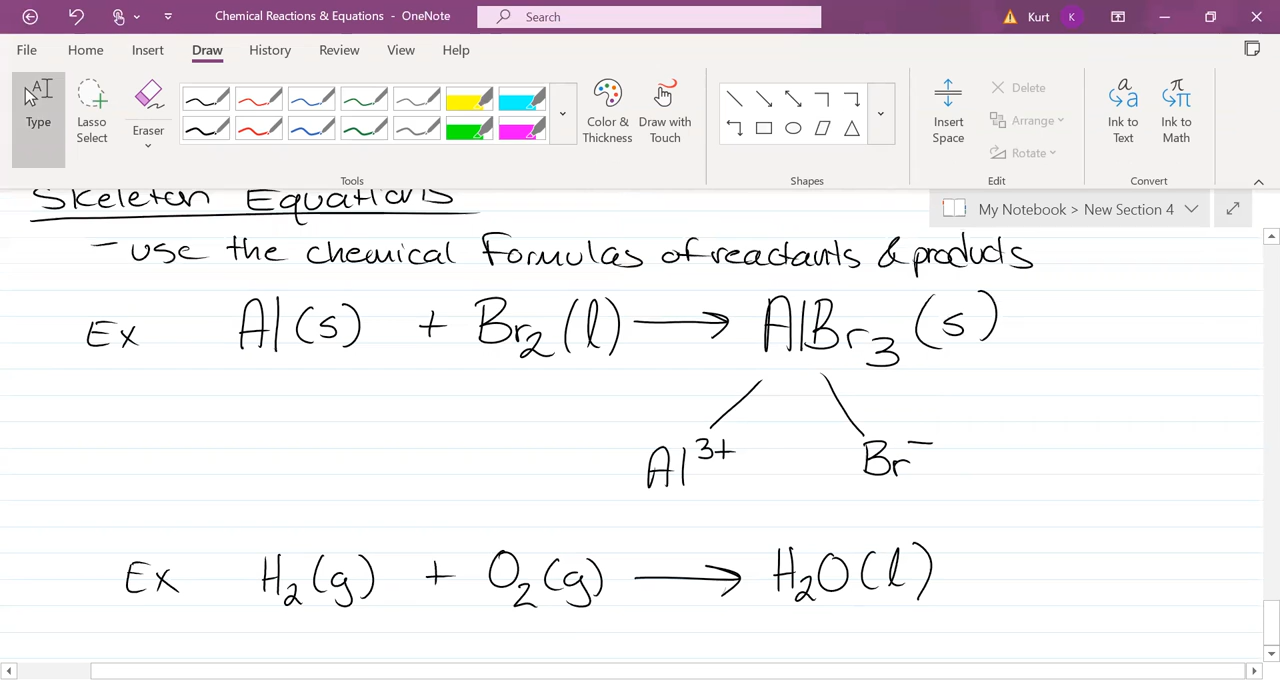 Chemical Reactions & Equations - OneNote
Search
Kurt
K
File Home Insert Draw History Review View Help
Type
Lasso Select
Eraser
Color & Thickness
Draw with Touch
Insert Space
Delete
Arrange
Rotate
Ink to Text
Ink to Math
Tools
Shapes
Edit
Convert
My Notebook > New Section 4
Skeleton Equations
- use the chemical formulas of reactants & products
Ex Al(s) + Br₂(l) → AlBr₃(s)
Al³⁺ Br⁻
Ex H₂(g) + O₂(g) → H₂O(l)